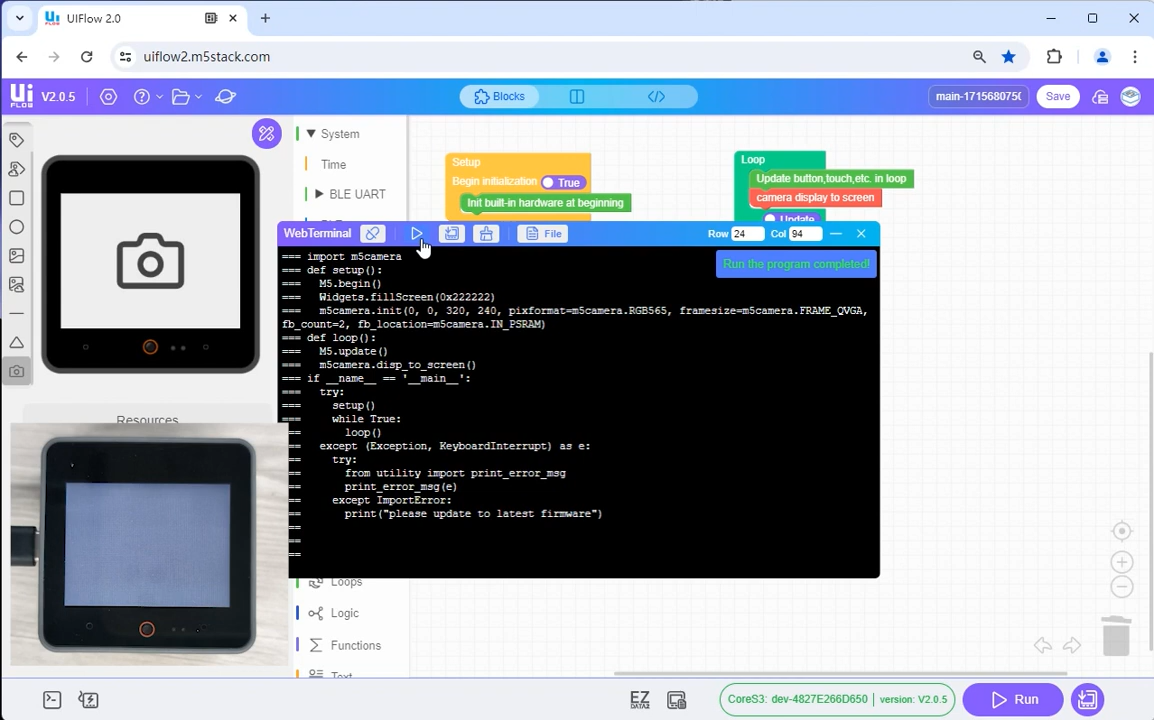 UIFlow 2.0
uiflow2.m5stack.com
Ui
FLOW
V2.0.5
Blocks
</>
main-171568075(
Save
System
Time
BLE UART
Setup
Begin initialization True
Init built-in hardware at beginning
Loop
Update button,touch,etc. in loop
camera display to screen
Update
WebTerminal
File
Row 24
Col 94
Run the program completed!
=== import m5camera
=== def setup():
===   M5.begin()
===   Widgets.fillScreen(0x222222)
===   m5camera.init(0, 0, 320, 240, pixformat=m5camera.RGB565, framesize=m5camera.FRAME_QVGA,
fb_count=2, fb_location=m5camera.IN_PSRAM)
=== def loop():
===   M5.update()
===   m5camera.disp_to_screen()
=== if __name__ == '__main__':
===   try:
===     setup()
===     while True:
===       loop()
==   except (Exception, KeyboardInterrupt) as e:
==     try:
==       from utility import print_error_msg
==       print_error_msg(e)
==     except ImportError:
==       print("please update to latest firmware")
==
==
==
Resources
Loops
Logic
Functions
Text
EZ
DATA2
CoreS3: dev-4827E266D650 | version: V2.0.5
Run